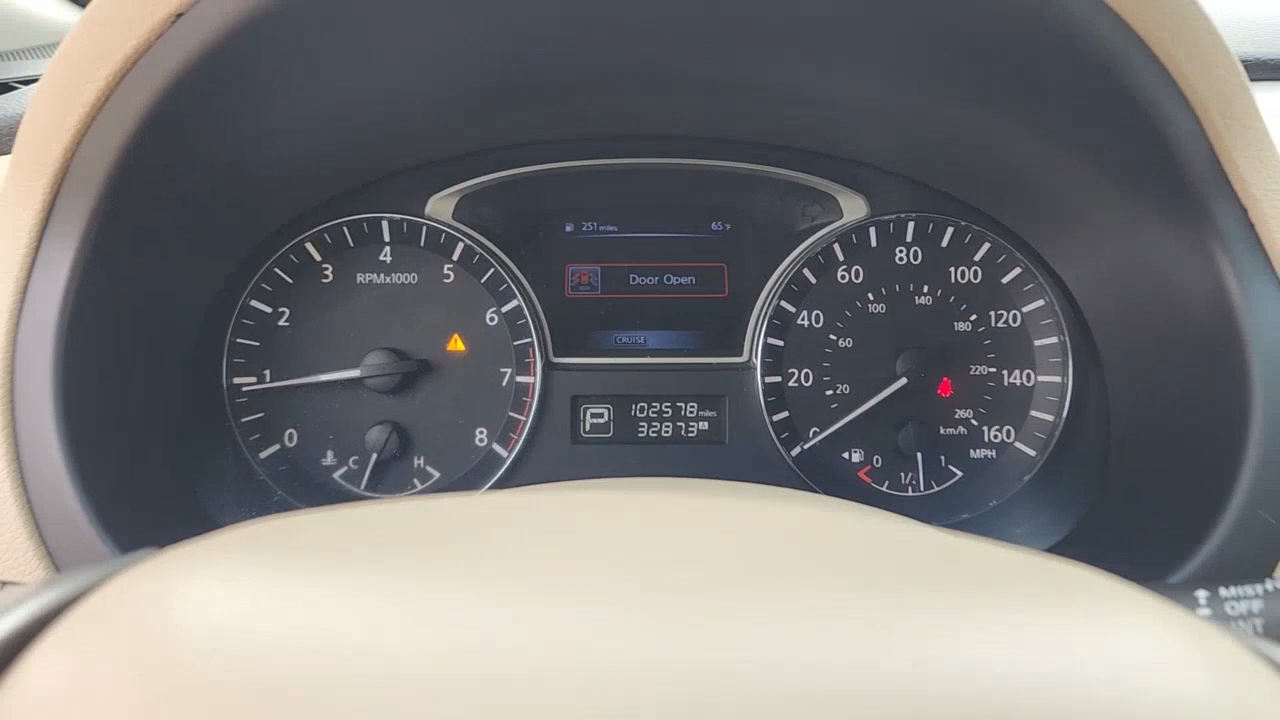 251 miles
65°F
Door Open
CRUISE
RPMx1000
0
1
2
3
4
5
6
7
8
C
H
P
102578 miles
3287.3 A
20
40
60
80
100
120
140
160
MPH
20
60
100
140
180
220
260
km/h
0
1
MIST
OFF
INT